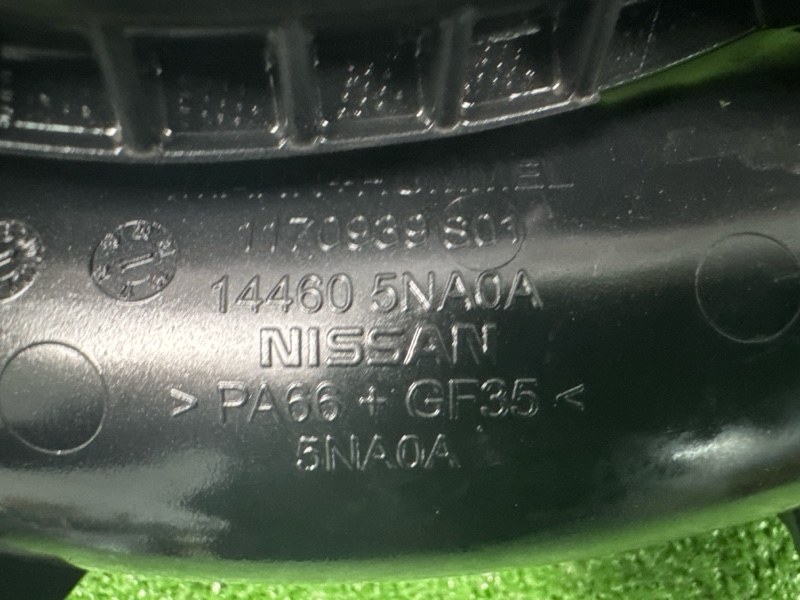 1170939 S01
14460 5NA0A
NISSAN
> PA66 + GF35 <
5NA0A